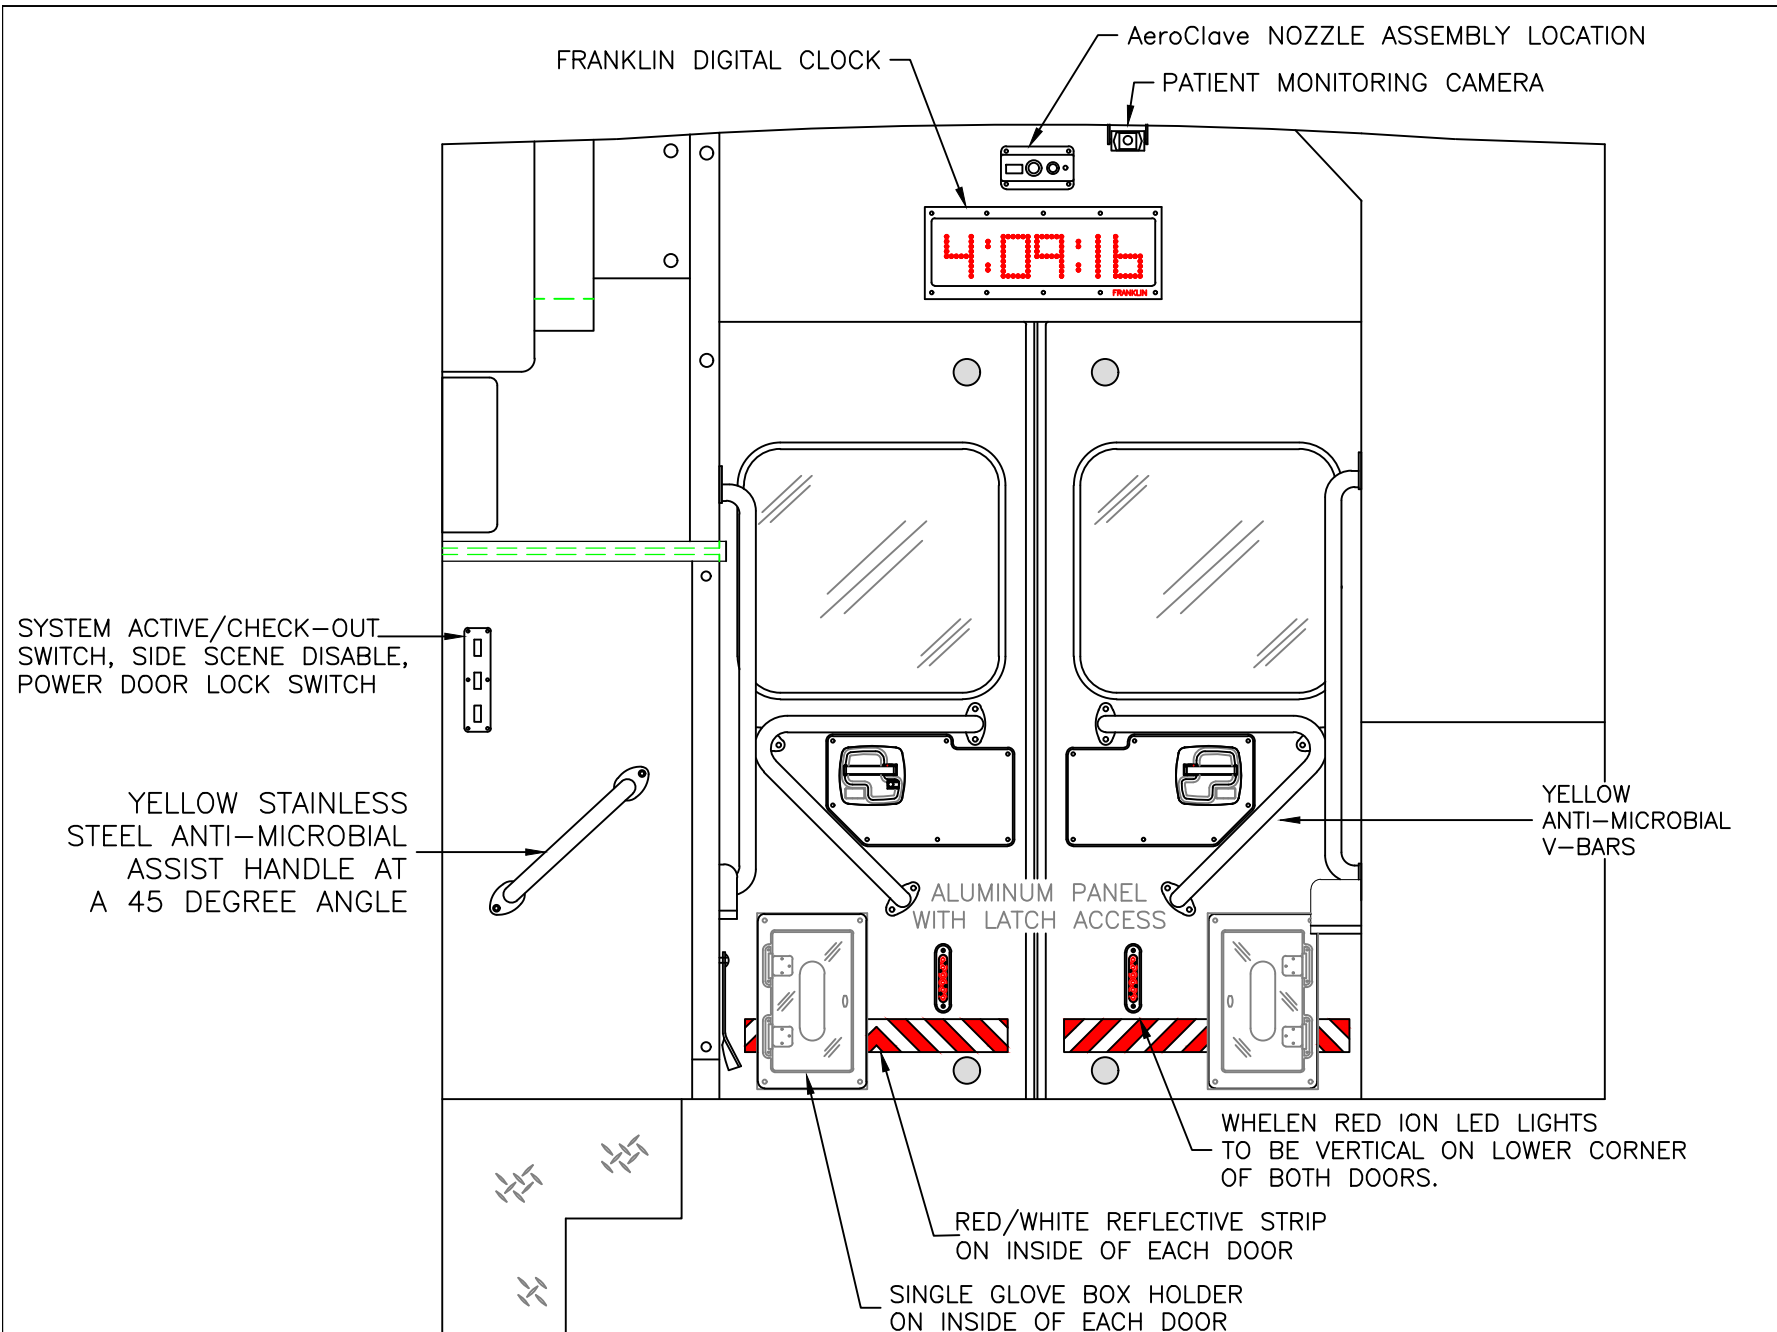 AeroClave NOZZLE ASSEMBLY LOCATION
FRANKLIN DIGITAL CLOCK
PATIENT MONITORING CAMERA
4:09:16
FRANKLIN
SYSTEM ACTIVE/CHECK-OUT
SWITCH, SIDE SCENE DISABLE,
POWER DOOR LOCK SWITCH
YELLOW STAINLESS
STEEL ANTI-MICROBIAL
ASSIST HANDLE AT
A 45 DEGREE ANGLE
YELLOW
ANTI-MICROBIAL
V-BARS
ALUMINUM PANEL
WITH LATCH ACCESS
WHELEN RED ION LED LIGHTS
TO BE VERTICAL ON LOWER CORNER
OF BOTH DOORS.
RED/WHITE REFLECTIVE STRIP
ON INSIDE OF EACH DOOR
SINGLE GLOVE BOX HOLDER
ON INSIDE OF EACH DOOR